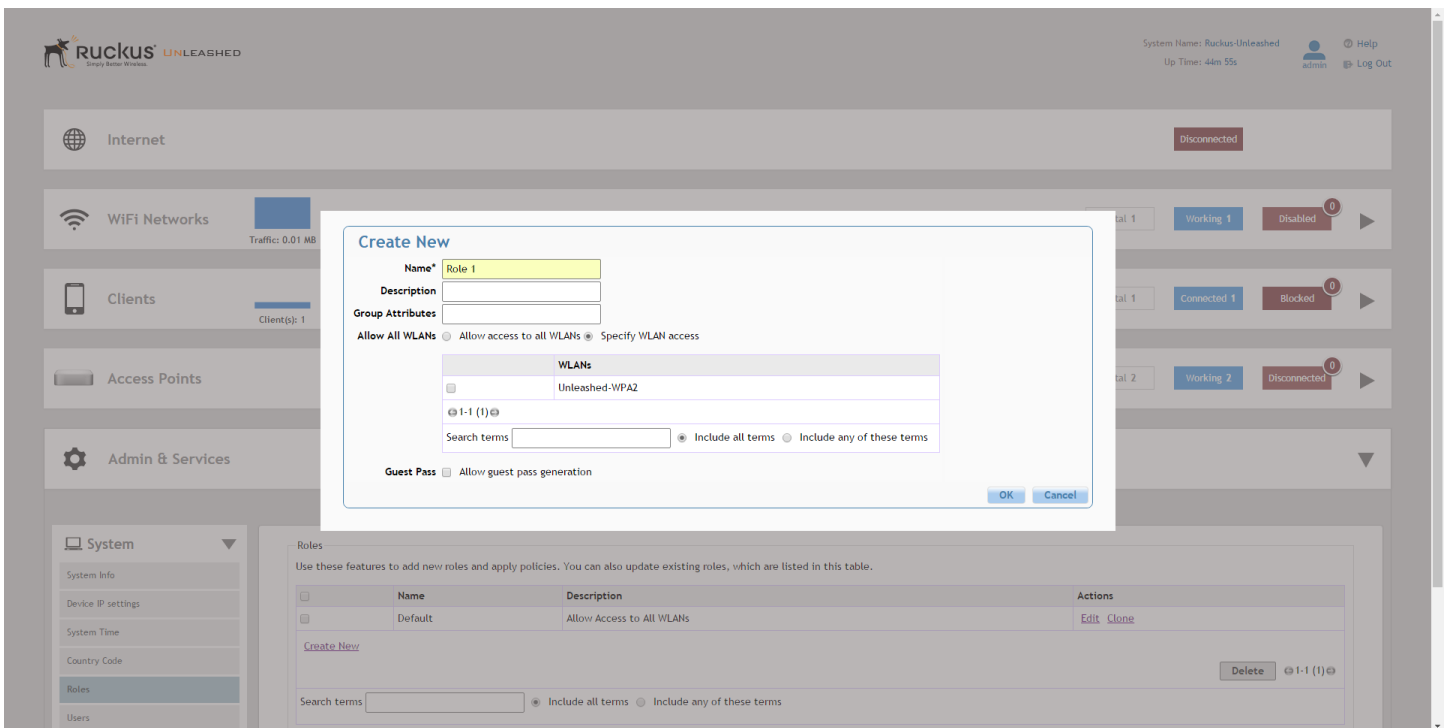 Ruckus UNLEASHED
Simply Better Wireless.
System Name: Ruckus-Unleashed
Up Time: 44m 55s
admin
Help
Log Out
Internet
Disconnected
WiFi Networks
Traffic: 0.01 MB
tal 1
Working 1
Disabled
0
Clients
Client(s): 1
tal 1
Connected 1
Blocked
0
Access Points
tal 2
Working 2
Disconnected
0
Admin & Services
Create New
Name* Role 1
Description
Group Attributes
Allow All WLANs Allow access to all WLANs Specify WLAN access
WLANs
Unleashed-WPA2
1-1 (1)
Search terms Include all terms Include any of these terms
Guest Pass Allow guest pass generation
OK Cancel
System
System Info
Device IP settings
System Time
Country Code
Roles
Users
Roles
Use these features to add new roles and apply policies. You can also update existing roles, which are listed in this table.
Name Description Actions
Default Allow Access to All WLANs Edit Clone
Create New
Delete 1-1 (1)
Search terms Include all terms Include any of these terms